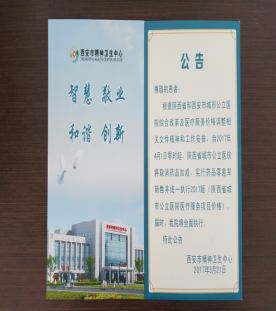 西安市精神卫生中心
智慧 敬业
和谐 创新
公告
尊敬的患者：
根据陕西省和西安市城市公立医
院综合改革及医疗服务价格调整相
关文件精神和工作安排，自2017年
4月1日零时起，陕西省城市公立医院
将取消药品加成，实行药品零差率
销售并统一执行2017版《陕西省城
市公立医院医疗服务项目价格》，
届时，我院将全面执行。
特此公告
西安市精神卫生中心
2017年3月21日